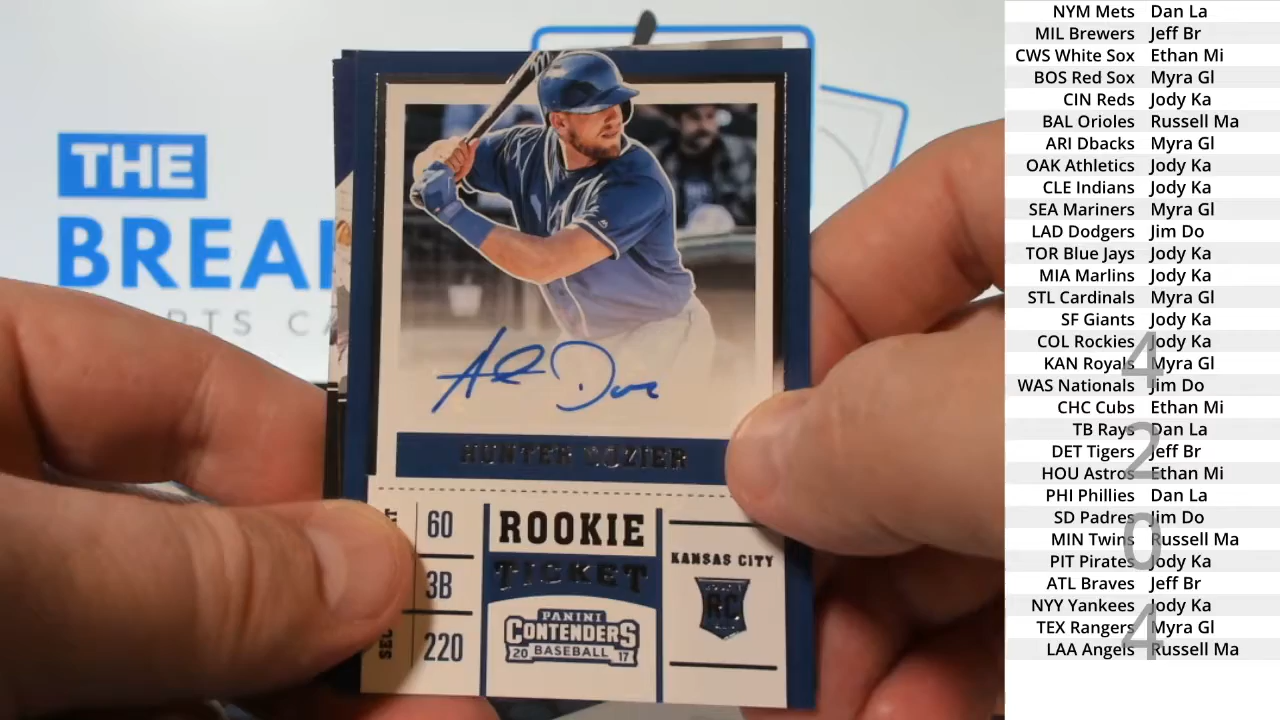 THE
BREA
RTS CA
HUNTER DOZIER
60
3B
220
ROOKIE
TICKET
PANINI
CONTENDERS
20 BASEBALL 17
KANSAS CITY
RC
NYM Mets Dan La
MIL Brewers Jeff Br
CWS White Sox Ethan Mi
BOS Red Sox Myra Gl
CIN Reds Jody Ka
BAL Orioles Russell Ma
ARI Dbacks Myra Gl
OAK Athletics Jody Ka
CLE Indians Jody Ka
SEA Mariners Myra Gl
LAD Dodgers Jim Do
TOR Blue Jays Jody Ka
MIA Marlins Jody Ka
STL Cardinals Myra Gl
SF Giants Jody Ka
COL Rockies Jody Ka
KAN Royals Myra Gl
WAS Nationals Jim Do
CHC Cubs Ethan Mi
TB Rays Dan La
DET Tigers Jeff Br
HOU Astros Ethan Mi
PHI Phillies Dan La
SD Padres Jim Do
MIN Twins Russell Ma
PIT Pirates Jody Ka
ATL Braves Jeff Br
NYY Yankees Jody Ka
TEX Rangers Myra Gl
LAA Angels Russell Ma
4
2
0
4